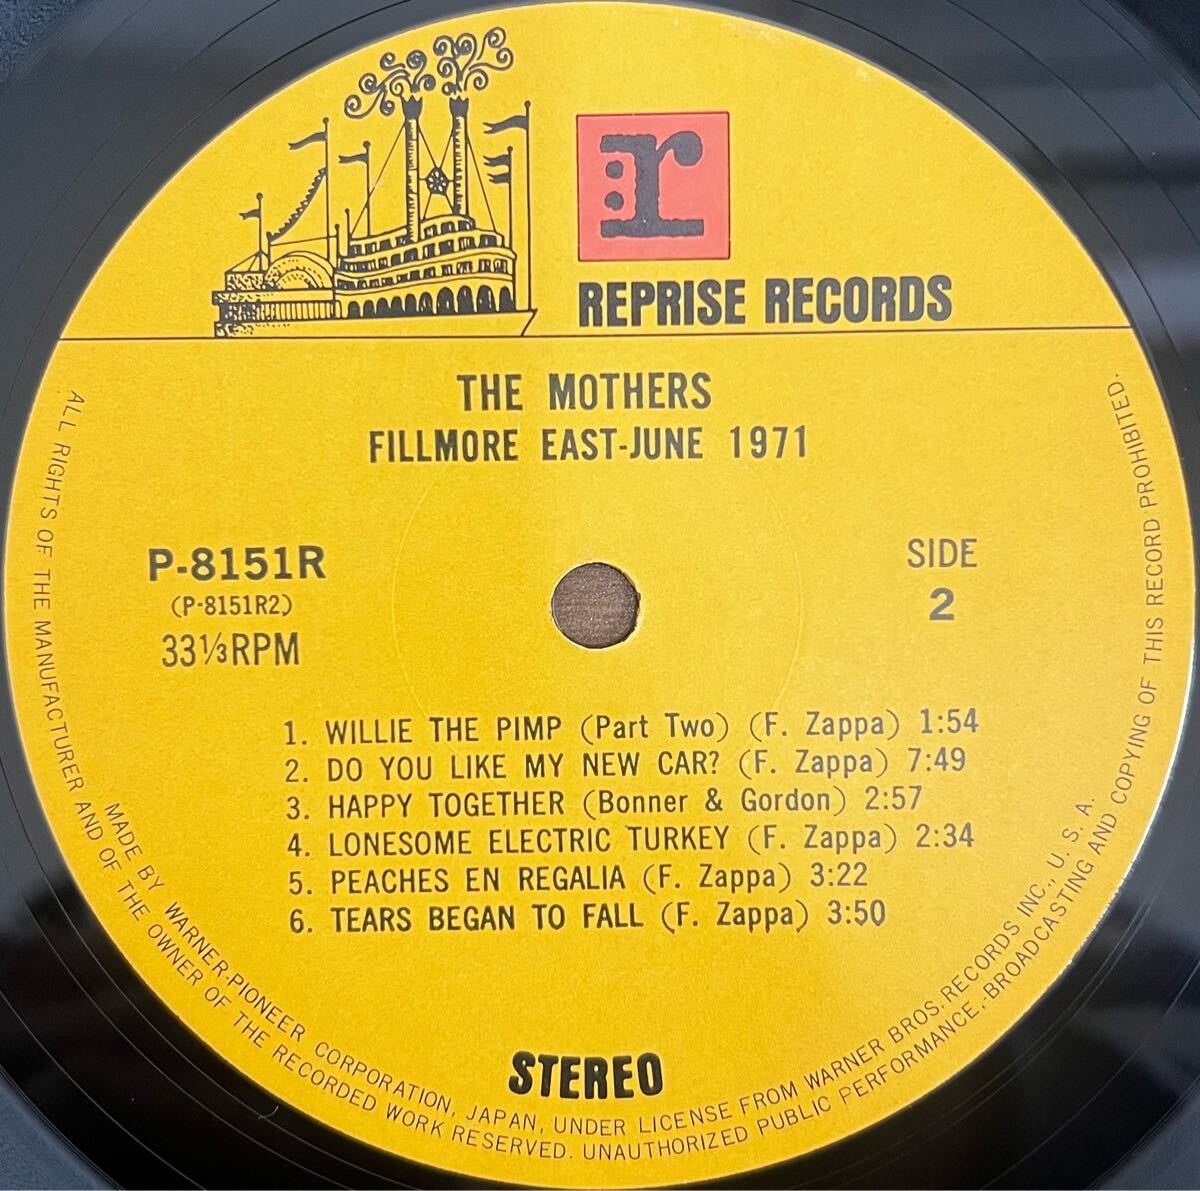 :r
REPRISE RECORDS
THE MOTHERS
FILLMORE EAST-JUNE 1971
P-8151R
(P-8151R2)
33⅓RPM
SIDE
2
1. WILLIE THE PIMP (Part Two) (F. Zappa) 1:54
2. DO YOU LIKE MY NEW CAR? (F. Zappa) 7:49
3. HAPPY TOGETHER (Bonner & Gordon) 2:57
4. LONESOME ELECTRIC TURKEY (F. Zappa) 2:34
5. PEACHES EN REGALIA (F. Zappa) 3:22
6. TEARS BEGAN TO FALL (F. Zappa) 3:50
STEREO
MADE BY WARNER-PIONEER CORPORATION, JAPAN, UNDER LICENSE FROM WARNER BROS. RECORDS INC., U.S.A.
ALL RIGHTS OF THE MANUFACTURER AND OF THE OWNER OF THE RECORDED WORK RESERVED. UNAUTHORIZED PUBLIC PERFORMANCE,-BROADCASTING AND COPYING OF THIS RECORD PROHIBITED.